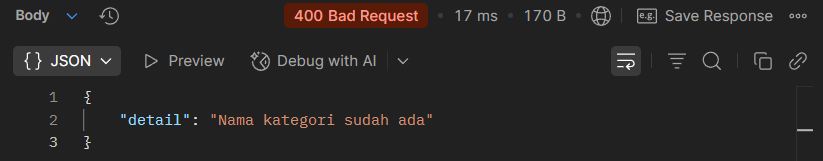 Body 400 Bad Request • 17 ms • 170 B • e.g. Save Response
{} JSON Preview Debug with AI
1 {
2 "detail": "Nama kategori sudah ada"
3 }